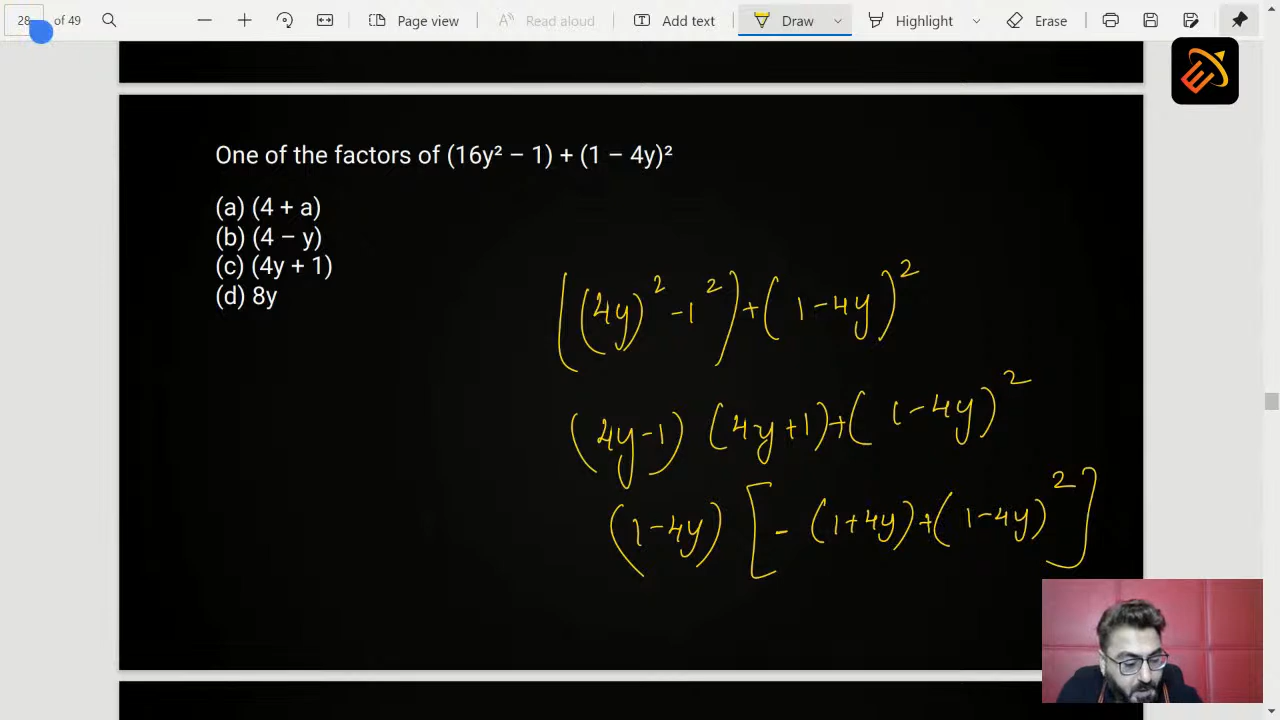 28 of 49 Page view Read aloud Add text Draw Highlight Erase
One of the factors of (16y² – 1) + (1 – 4y)²
(a) (4 + a)
(b) (4 – y)
(c) (4y + 1)
(d) 8y
((4y)² -1²)+(1-4y)²
(4y-1) (4y+1)+(1-4y)²
(1-4y) [-(1+4y)+(1-4y)²]